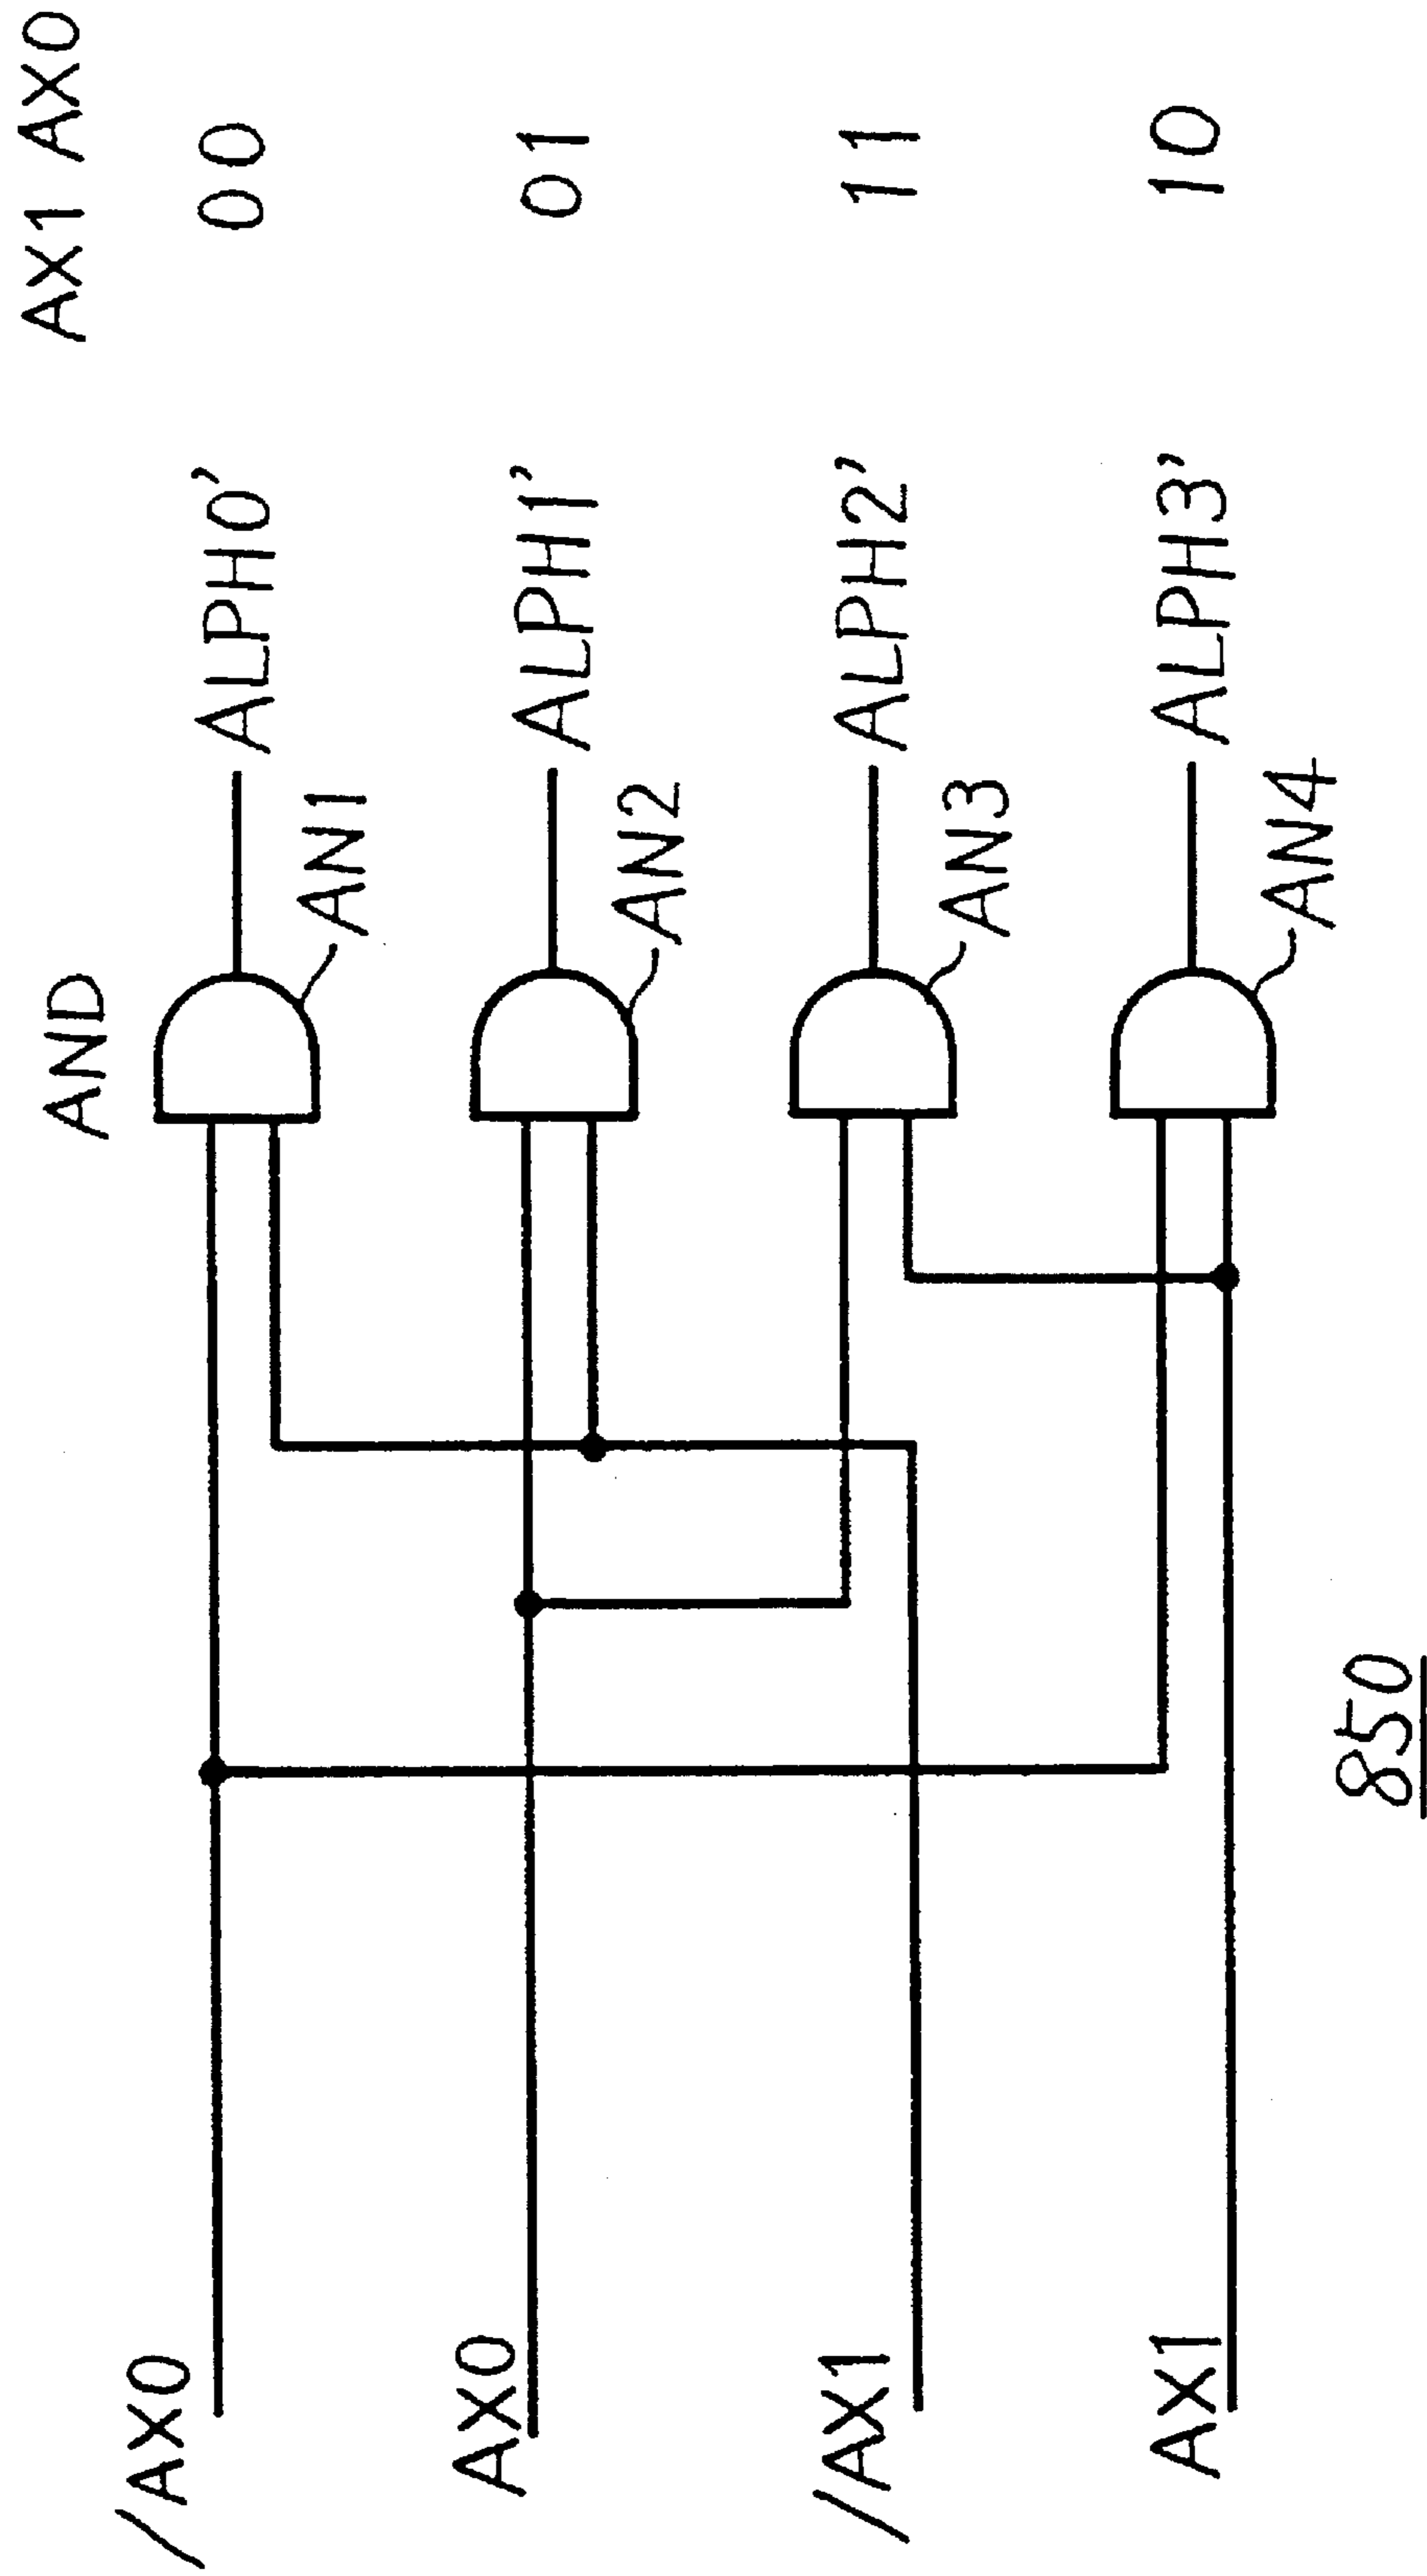 AX1 AX0
AND
/AX0
ALPH0'
00
AN1
AX0
ALPH1'
01
AN2
/AX1
ALPH2'
11
AN3
AX1
ALPH3'
10
AN4
850